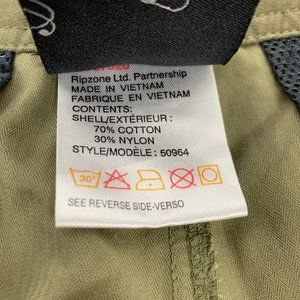 Ripzone Ltd. Partnership
MADE IN VIETNAM
FABRIQUE EN VIETNAM
CONTENTS:
SHELL/EXTÉRIEUR :
70% COTTON
30% NYLON
STYLE/MODÈLE : 50964
30°
SEE REVERSE SIDE-VERSO